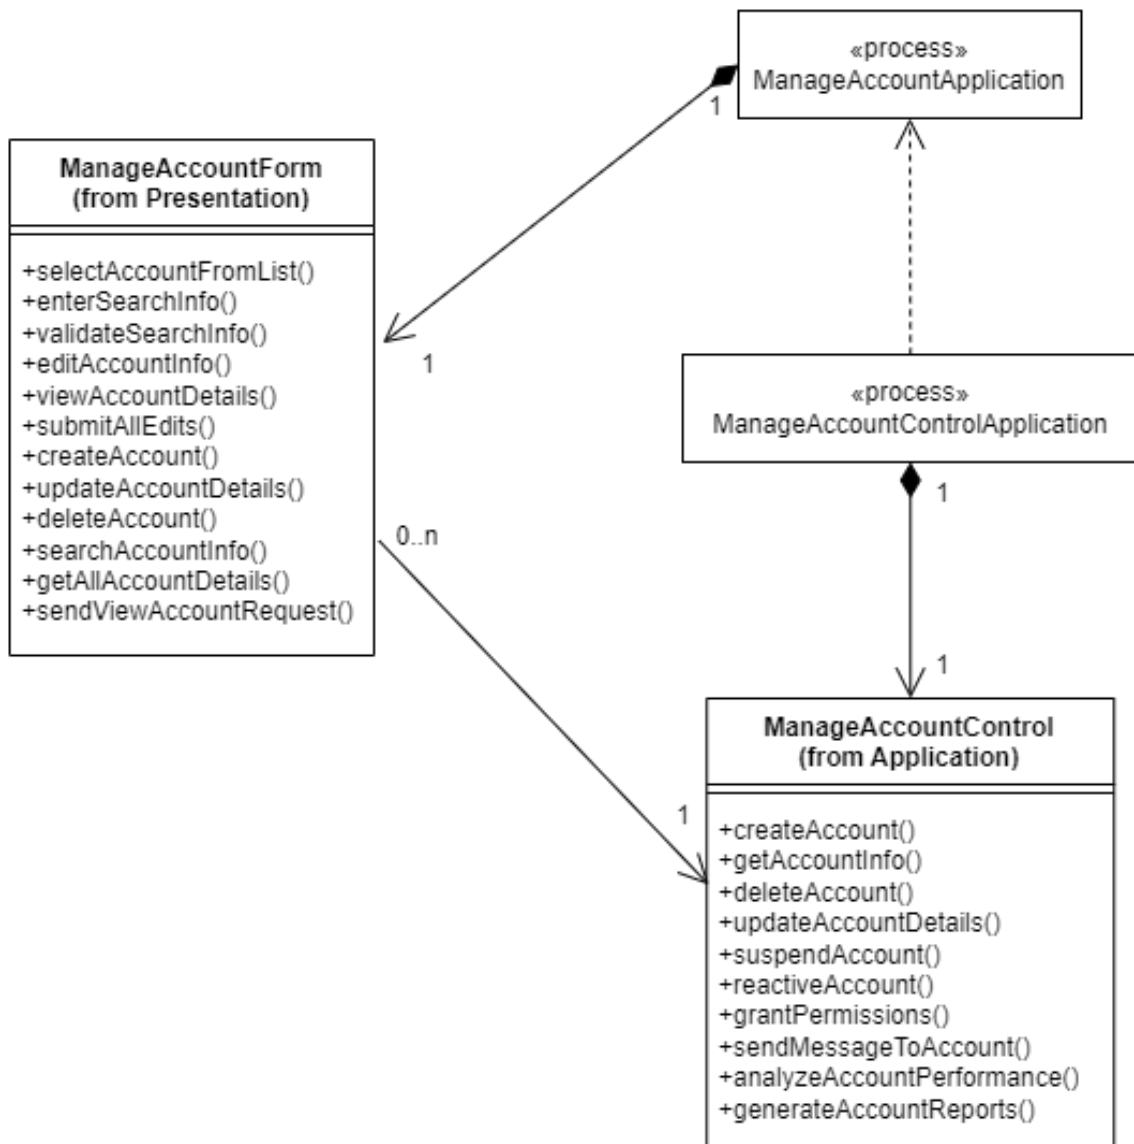 «process»
ManageAccountApplication
1
ManageAccountForm
(from Presentation)
+selectAccountFromList()
+enterSearchInfo()
+validateSearchInfo()
+editAccountInfo()
+viewAccountDetails()
+submitAllEdits()
+createAccount()
+updateAccountDetails()
+deleteAccount()
+searchAccountInfo()
+getAllAccountDetails()
+sendViewAccountRequest()
1
«process»
ManageAccountControlApplication
1
0..n
1
ManageAccountControl
(from Application)
1
+createAccount()
+getAccountInfo()
+deleteAccount()
+updateAccountDetails()
+suspendAccount()
+reactiveAccount()
+grantPermissions()
+sendMessageToAccount()
+analyzeAccountPerformance()
+generateAccountReports()